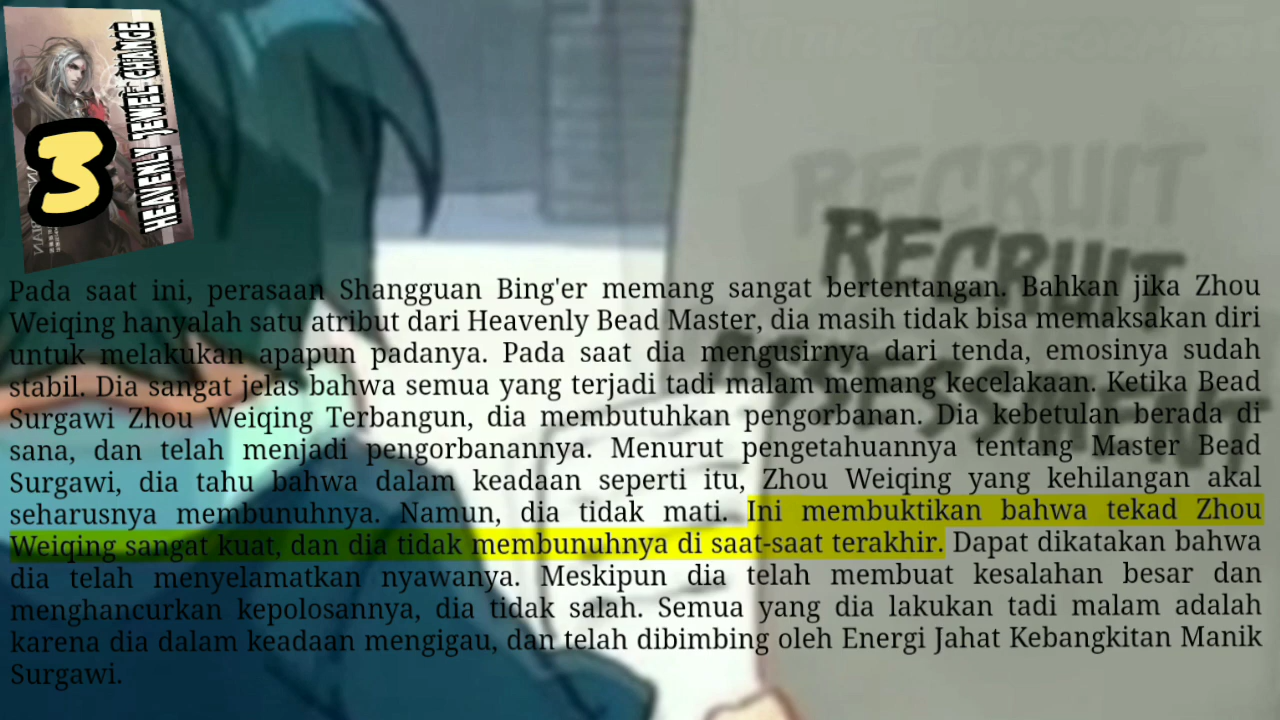 3
HEAVENLY JEWEL CHANGE
RECRUIT
RECRUIT
Pada saat ini, perasaan Shangguan Bing'er memang sangat bertentangan. Bahkan jika Zhou
Weiqing hanyalah satu atribut dari Heavenly Bead Master, dia masih tidak bisa memaksakan diri
untuk melakukan apapun padanya. Pada saat dia mengusirnya dari tenda, emosinya sudah
stabil. Dia sangat jelas bahwa semua yang terjadi tadi malam memang kecelakaan. Ketika Bead
Surgawi Zhou Weiqing Terbangun, dia membutuhkan pengorbanan. Dia kebetulan berada di
sana, dan telah menjadi pengorbanannya. Menurut pengetahuannya tentang Master Bead
Surgawi, dia tahu bahwa dalam keadaan seperti itu, Zhou Weiqing yang kehilangan akal
seharusnya membunuhnya. Namun, dia tidak mati. Ini membuktikan bahwa tekad Zhou
Weiqing sangat kuat, dan dia tidak membunuhnya di saat-saat terakhir. Dapat dikatakan bahwa
dia telah menyelamatkan nyawanya. Meskipun dia telah membuat kesalahan besar dan
menghancurkan kepolosannya, dia tidak salah. Semua yang dia lakukan tadi malam adalah
karena dia dalam keadaan mengigau, dan telah dibimbing oleh Energi Jahat Kebangkitan Manik
Surgawi.